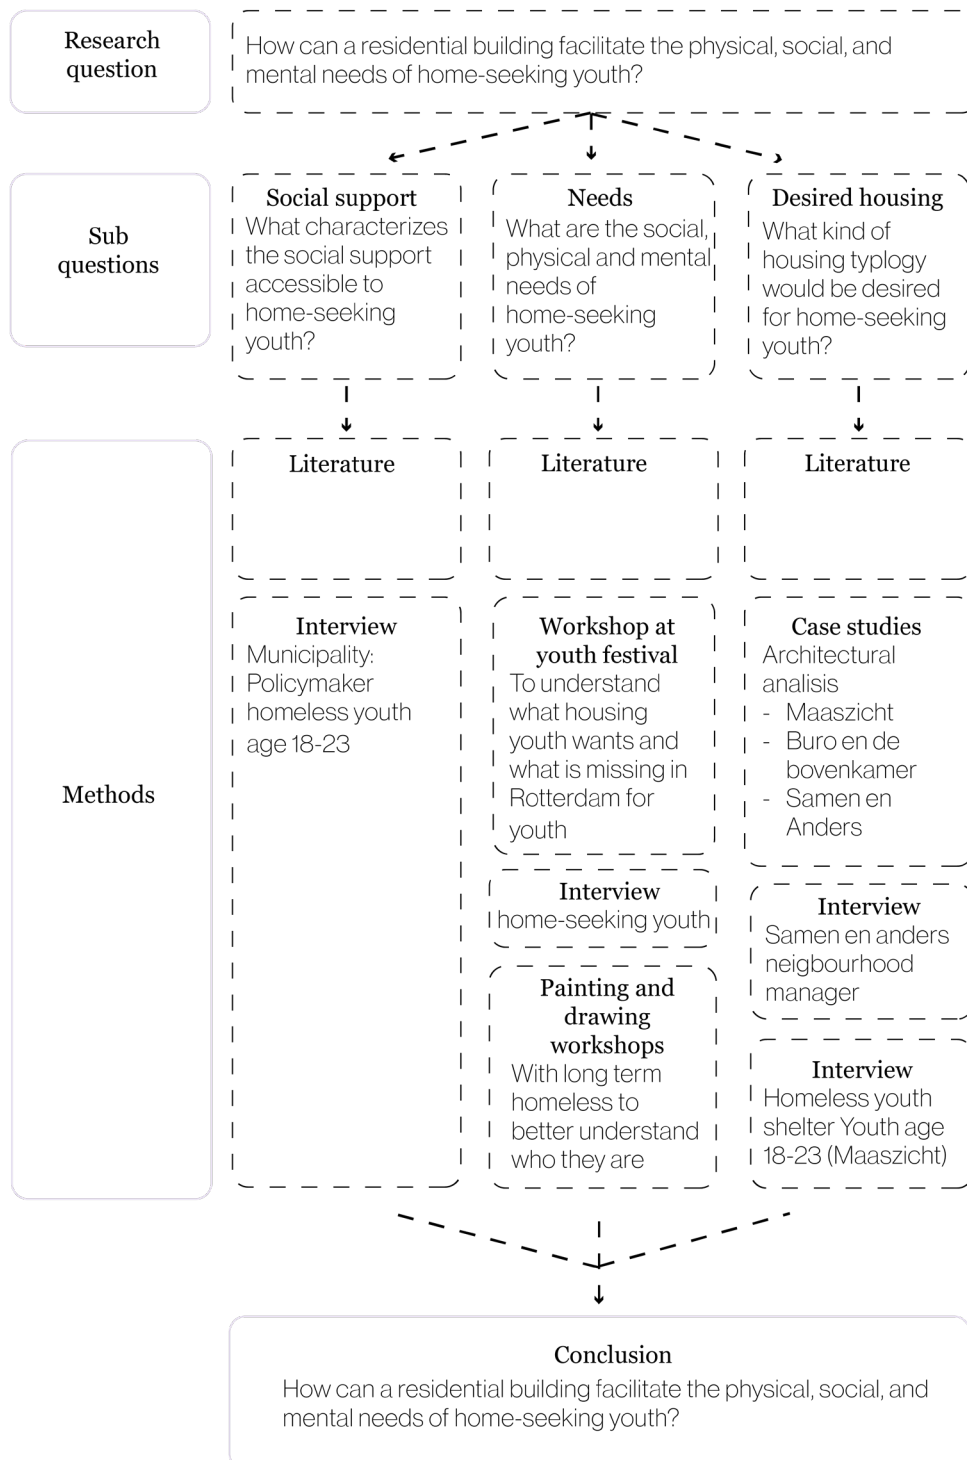 Research
question
How can a residential building facilitate the physical, social, and
mental needs of home-seeking youth?
Sub
questions
Social support
What characterizes
the social support
accessible to
home-seeking
youth?
Needs
What are the social,
physical and mental
needs of
home-seeking
youth?
Desired housing
What kind of
housing typlogy
would be desired
for home-seeking
youth?
Methods
Literature
Interview
Municipality:
Policymaker
homeless youth
age 18-23
Literature
Workshop at
youth festival
To understand
what housing
youth wants and
what is missing in
Rotterdam for
youth
Interview
home-seeking youth
Painting and
drawing
workshops
With long term
homeless to
better understand
who they are
Literature
Case studies
Architectural
analisis
- Maaszicht
- Buro en de
bovenkamer
- Samen en
Anders
Interview
Samen en anders
neigbourhood
manager
Interview
Homeless youth
shelter Youth age
18-23 (Maaszicht)
Conclusion
How can a residential building facilitate the physical, social, and
mental needs of home-seeking youth?